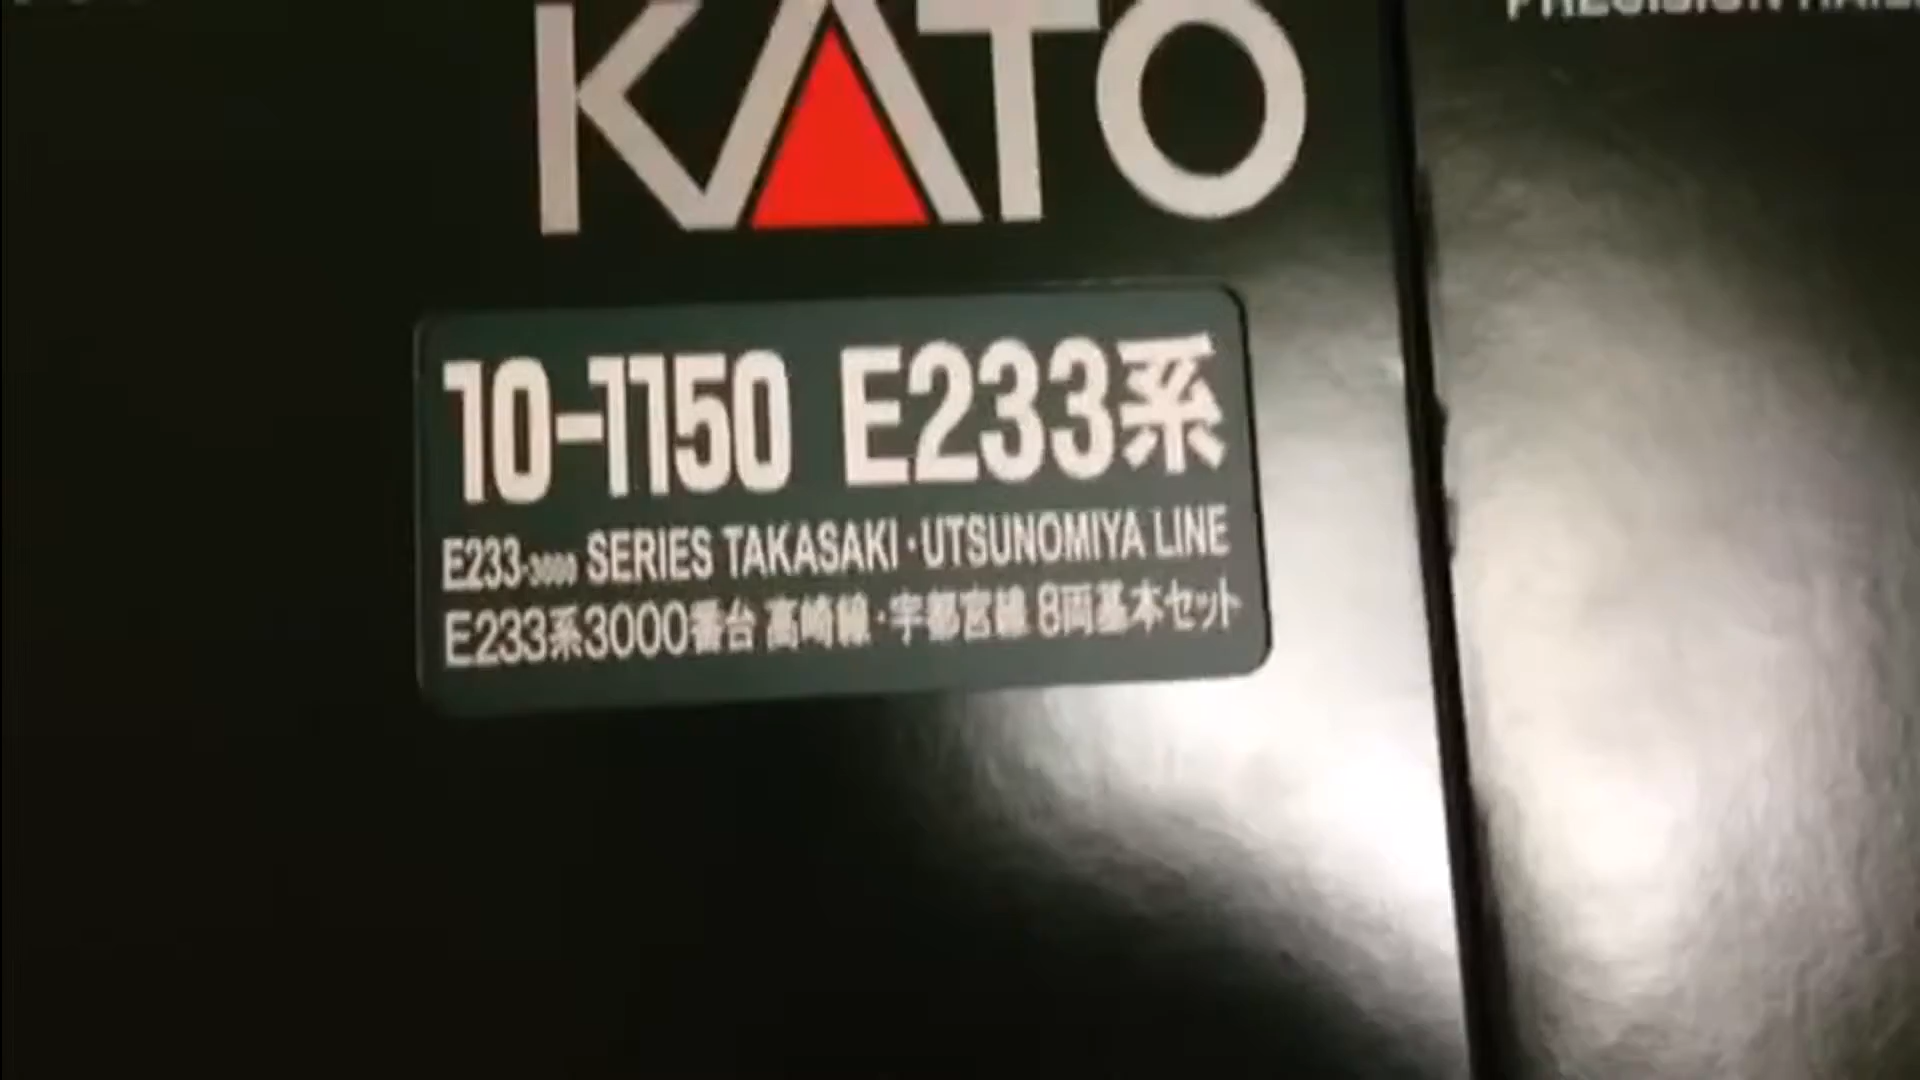 KATO
PRECISION RAIL
10-1150 E233系
E233-3000 SERIES TAKASAKI・UTSUNOMIYA LINE
E233系3000番台 高崎線・宇都宮線 8両基本セット